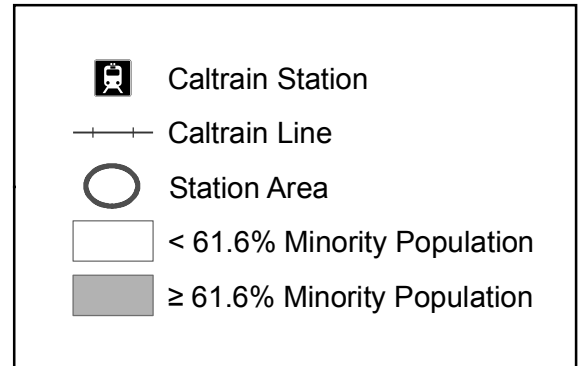 Caltrain Station
Caltrain Line
Station Area
< 61.6% Minority Population
≥ 61.6% Minority Population